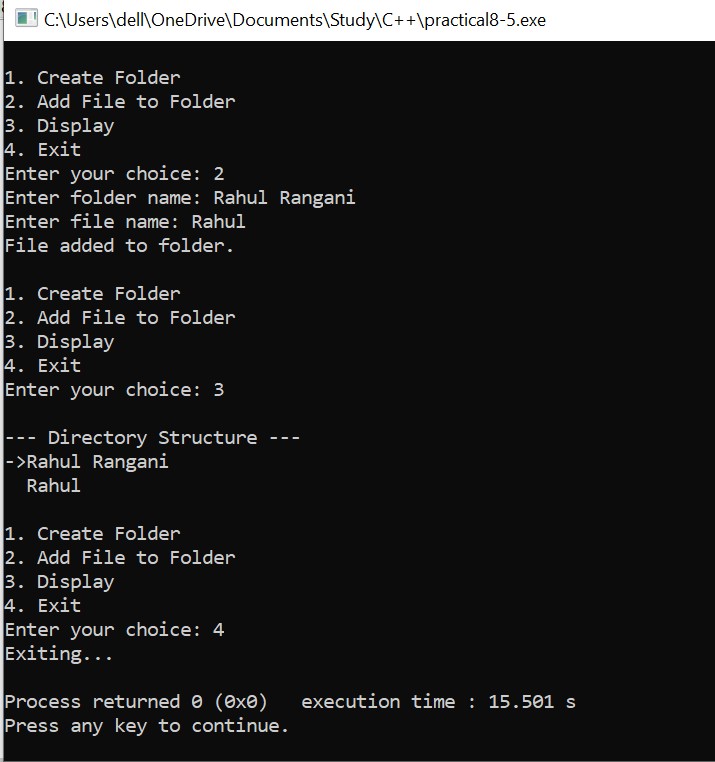 C:\Users\dell\OneDrive\Documents\Study\C++\practical8-5.exe
1. Create Folder
2. Add File to Folder
3. Display
4. Exit
Enter your choice: 2
Enter folder name: Rahul Rangani
Enter file name: Rahul
File added to folder.
1. Create Folder
2. Add File to Folder
3. Display
4. Exit
Enter your choice: 3
--- Directory Structure ---
->Rahul Rangani
  Rahul
1. Create Folder
2. Add File to Folder
3. Display
4. Exit
Enter your choice: 4
Exiting...
Process returned 0 (0x0)   execution time : 15.501 s
Press any key to continue.